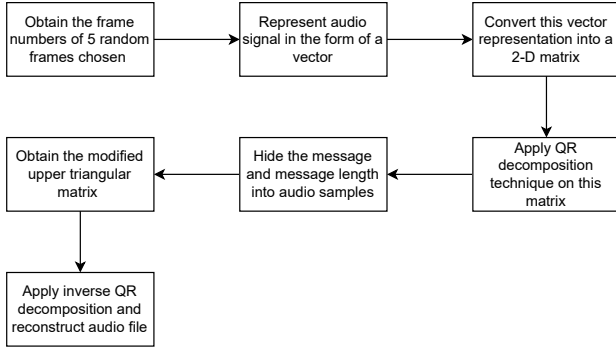 Obtain the frame
numbers of 5 random
frames chosen
Represent audio
signal in the form of a
vector
Convert this vector
representation into a
2-D matrix
Apply QR
decomposition
technique on this
matrix
Hide the message
and message length
into audio samples
Obtain the modified
upper triangular
matrix
Apply inverse QR
decomposition and
reconstruct audio file